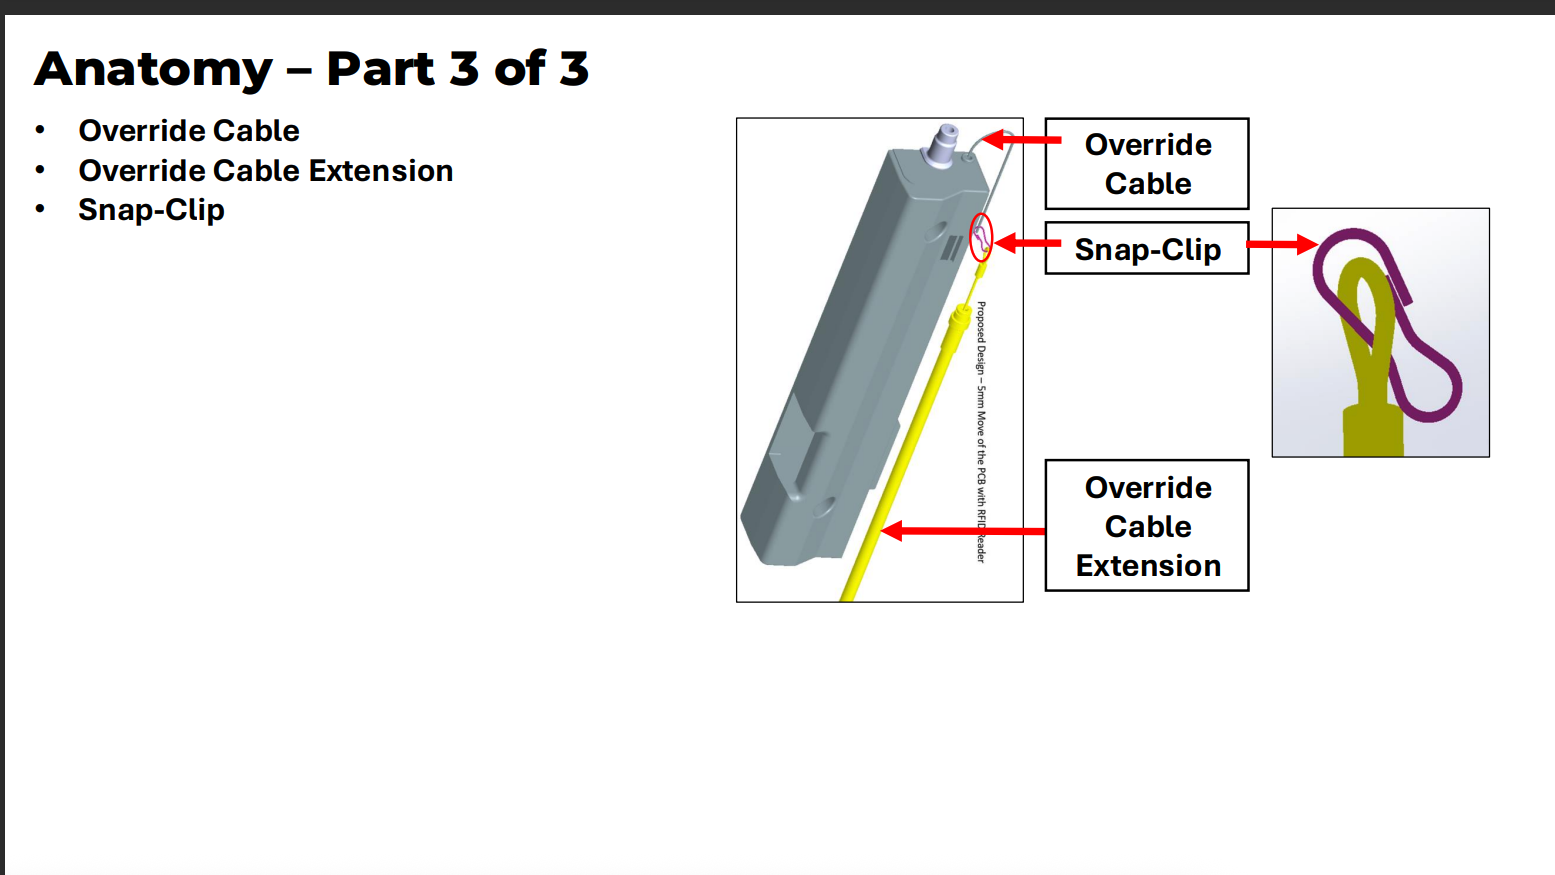 Anatomy – Part 3 of 3
• Override Cable
• Override Cable Extension
• Snap-Clip
Override
Cable
Snap-Clip
Override
Cable
Extension
Proposed Design – 5mm Move of the PCB with RFID Reader